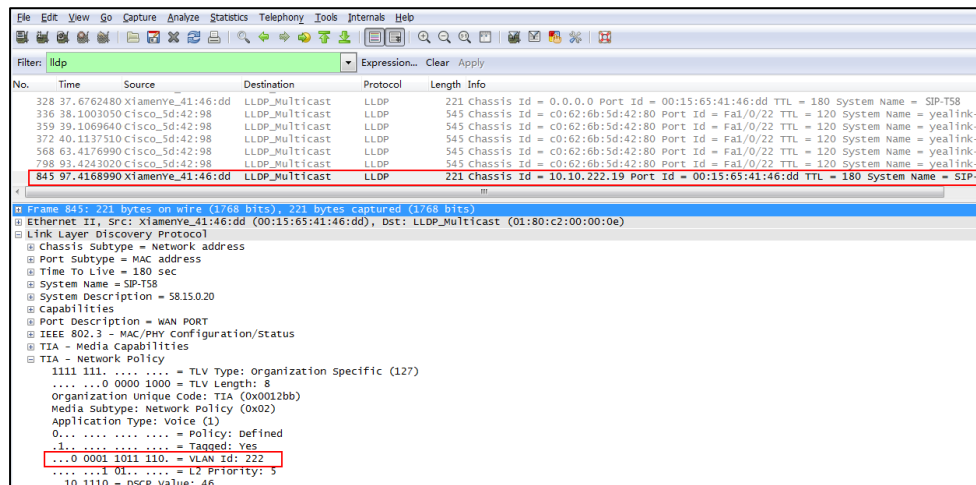 File Edit View Go Capture Analyze Statistics Telephony Tools Internals Help
Filter: lldp Expression... Clear Apply
No. Time Source Destination Protocol Length Info
328 37.6762480 XiamenYe_41:46:dd LLDP_Multicast LLDP 221 Chassis Id = 0.0.0.0 Port Id = 00:15:65:41:46:dd TTL = 180 System Name = SIP-T58
336 38.1003050 Cisco_5d:42:98 LLDP_Multicast LLDP 545 Chassis Id = c0:62:6b:5d:42:80 Port Id = Fa1/0/22 TTL = 120 System Name = yealink-
359 39.1069640 Cisco_5d:42:98 LLDP_Multicast LLDP 545 Chassis Id = c0:62:6b:5d:42:80 Port Id = Fa1/0/22 TTL = 120 System Name = yealink-
372 40.1137510 Cisco_5d:42:98 LLDP_Multicast LLDP 545 Chassis Id = c0:62:6b:5d:42:80 Port Id = Fa1/0/22 TTL = 120 System Name = yealink-
568 63.4176990 Cisco_5d:42:98 LLDP_Multicast LLDP 545 Chassis Id = c0:62:6b:5d:42:80 Port Id = Fa1/0/22 TTL = 120 System Name = yealink-
798 93.4243020 Cisco_5d:42:98 LLDP_Multicast LLDP 545 Chassis Id = c0:62:6b:5d:42:80 Port Id = Fa1/0/22 TTL = 120 System Name = yealink-
845 97.4168990 XiamenYe_41:46:dd LLDP_Multicast LLDP 221 Chassis Id = 10.10.222.19 Port Id = 00:15:65:41:46:dd TTL = 180 System Name = SIP-
Frame 845: 221 bytes on wire (1768 bits), 221 bytes captured (1768 bits)
Ethernet II, Src: XiamenYe_41:46:dd (00:15:65:41:46:dd), Dst: LLDP_Multicast (01:80:c2:00:00:0e)
Link Layer Discovery Protocol
Chassis Subtype = Network address
Port Subtype = MAC address
Time To Live = 180 sec
System Name = SIP-T58
System Description = 58.15.0.20
Capabilities
Port Description = WAN PORT
IEEE 802.3 - MAC/PHY Configuration/Status
TIA - Media Capabilities
TIA - Network Policy
1111 111. .... .... = TLV Type: Organization Specific (127)
.... ...0 0000 1000 = TLV Length: 8
Organization Unique Code: TIA (0x0012bb)
Media Subtype: Network Policy (0x02)
Application Type: Voice (1)
0... .... .... .... = Policy: Defined
.1.. .... .... .... = Tagged: Yes
...0 0001 1011 110. = VLAN Id: 222
.... ...1 01.. .... = L2 Priority: 5
..10 1110 = DSCP Value: 46